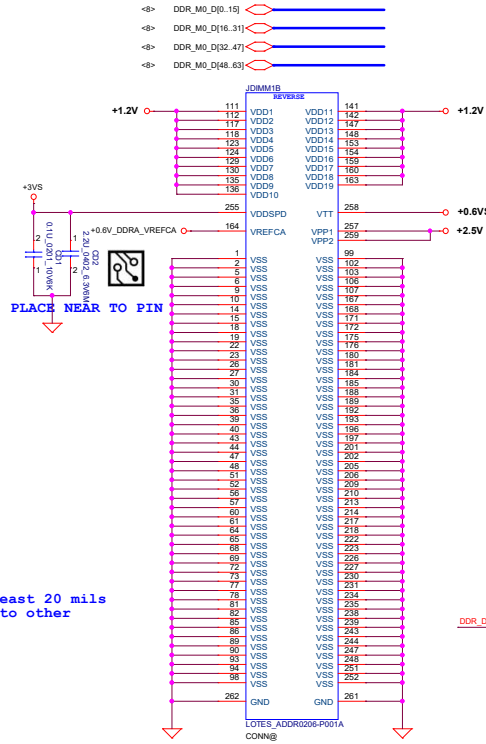 <8> DDR_M0_D[0..15]
<8> DDR_M0_D[16..31]
<8> DDR_M0_D[32..47]
<8> DDR_M0_D[48..63]
JDIMM1B
REVERSE
+1.2V 111 VDD1 VDD11 141 +1.2V
112 VDD2 VDD12 142
117 VDD3 VDD13 147
118 VDD4 VDD14 148
123 VDD5 VDD15 153
124 VDD6 VDD16 154
129 VDD7 VDD17 159
130 VDD8 VDD18 160
135 VDD9 VDD19 163
136 VDD10
+3VS
255 VDDSPD VTT 258 +0.6VS
+0.6V_DDRA_VREFCA 164 VREFCA VPP1 257 +2.5V
VPP2 259
2 1 0.1U_0201_10V6K CD1
1 2 2.2U_0402_6.3V6M CD2
PLACE NEAR TO PIN
1 VSS VSS 99
2 VSS VSS 102
5 VSS VSS 103
6 VSS VSS 106
9 VSS VSS 107
10 VSS VSS 167
14 VSS VSS 168
15 VSS VSS 171
18 VSS VSS 172
19 VSS VSS 175
22 VSS VSS 176
23 VSS VSS 180
26 VSS VSS 181
27 VSS VSS 184
30 VSS VSS 185
31 VSS VSS 188
35 VSS VSS 189
36 VSS VSS 192
39 VSS VSS 193
40 VSS VSS 196
43 VSS VSS 197
44 VSS VSS 201
47 VSS VSS 202
48 VSS VSS 205
51 VSS VSS 206
52 VSS VSS 209
56 VSS VSS 210
57 VSS VSS 213
60 VSS VSS 214
61 VSS VSS 217
64 VSS VSS 218
65 VSS VSS 222
68 VSS VSS 223
69 VSS VSS 226
72 VSS VSS 227
73 VSS VSS 230
77 VSS VSS 231
78 VSS VSS 234
81 VSS VSS 235
82 VSS VSS 238
85 VSS VSS 239
86 VSS VSS 243
89 VSS VSS 244
90 VSS VSS 247
93 VSS VSS 248
94 VSS VSS 251
98 VSS VSS 252
262 GND GND 261
east 20 mils
to other
DDR_D
LOTES_ADDR0206-P001A
CONN@